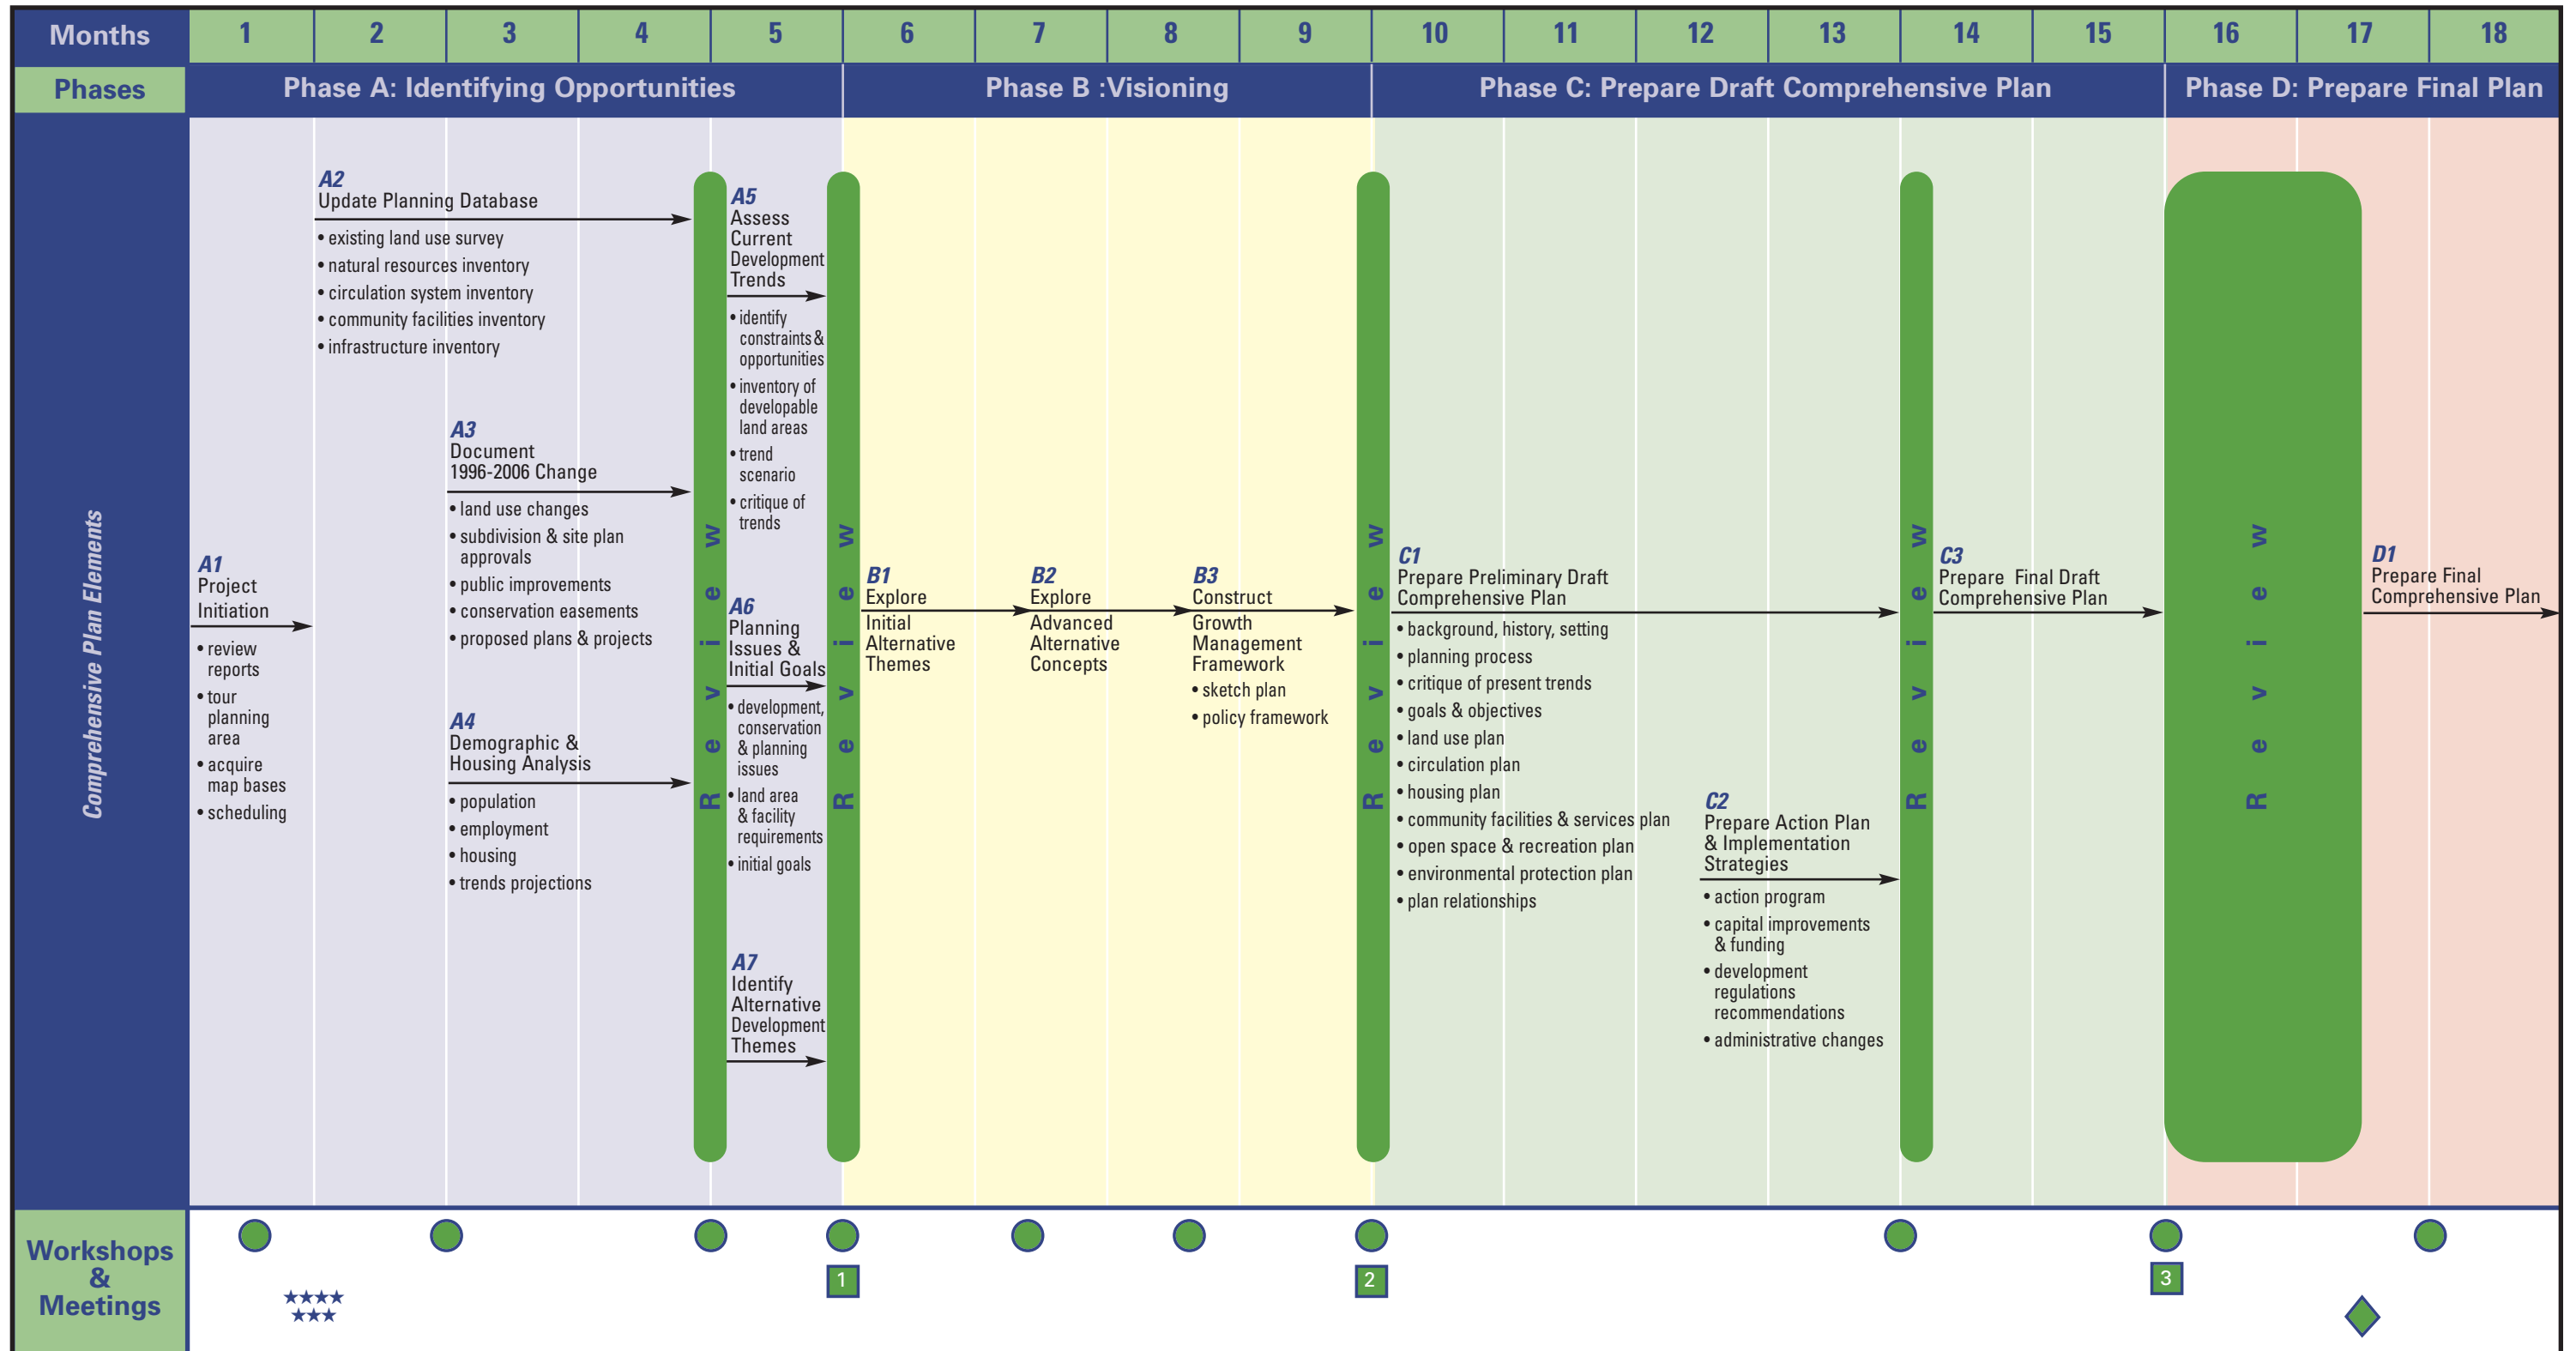 Months 1 2 3 4 5 6 7 8 9 10 11 12 13 14 15 16 17 18
Phases Phase A: Identifying Opportunities Phase B :Visioning Phase C: Prepare Draft Comprehensive Plan Phase D: Prepare Final Plan
Comprehensive Plan Elements
A1
Project
Initiation
• review
reports
• tour
planning
area
• acquire
map bases
• scheduling
A2
Update Planning Database
• existing land use survey
• natural resources inventory
• circulation system inventory
• community facilities inventory
• infrastructure inventory
A3
Document
1996-2006 Change
• land use changes
• subdivision & site plan
approvals
• public improvements
• conservation easements
• proposed plans & projects
A4
Demographic &
Housing Analysis
• population
• employment
• housing
• trends projections
Review
A5
Assess
Current
Development
Trends
• identify
constraints &
opportunities
• inventory of
developable
land areas
• trend
scenario
• critique of
trends
A6
Planning
Issues &
Initial Goals
• development,
conservation
& planning
issues
• land area
& facility
requirements
• initial goals
A7
Identify
Alternative
Development
Themes
Review
B1
Explore
Initial
Alternative
Themes
B2
Explore
Advanced
Alternative
Concepts
B3
Construct
Growth
Management
Framework
• sketch plan
• policy framework
Review
C1
Prepare Preliminary Draft
Comprehensive Plan
• background, history, setting
• planning process
• critique of present trends
• goals & objectives
• land use plan
• circulation plan
• housing plan
• community facilities & services plan
• open space & recreation plan
• environmental protection plan
• plan relationships
C2
Prepare Action Plan
& Implementation
Strategies
• action program
• capital improvements
& funding
• development
regulations
recommendations
• administrative changes
Review
C3
Prepare Final Draft
Comprehensive Plan
Review
D1
Prepare Final
Comprehensive Plan
Workshops
&
Meetings
1 2 3